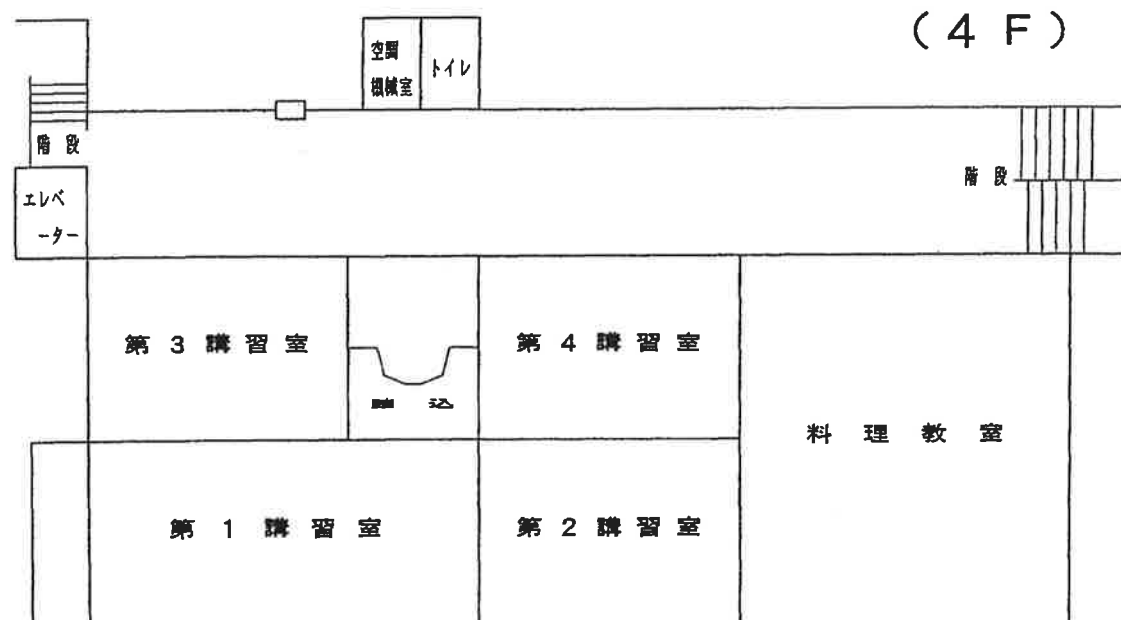 (4F)
空調
機械室
トイレ
階段
エレベ
ーター
階段
第3講習室
第4講習室
料理教室
第1講習室
第2講習室